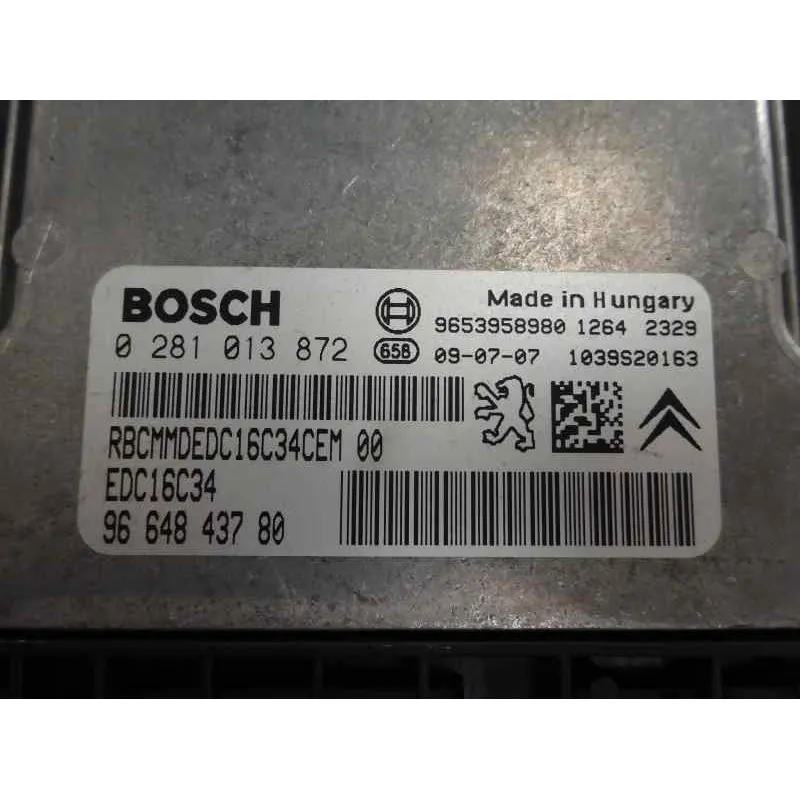 BOSCH
Made in Hungary
9653958980 1264 2329
0 281 013 872
658
09-07-07 1039S20163
RBCMMDEDC16C34CEM 00
EDC16C34
96 648 437 80